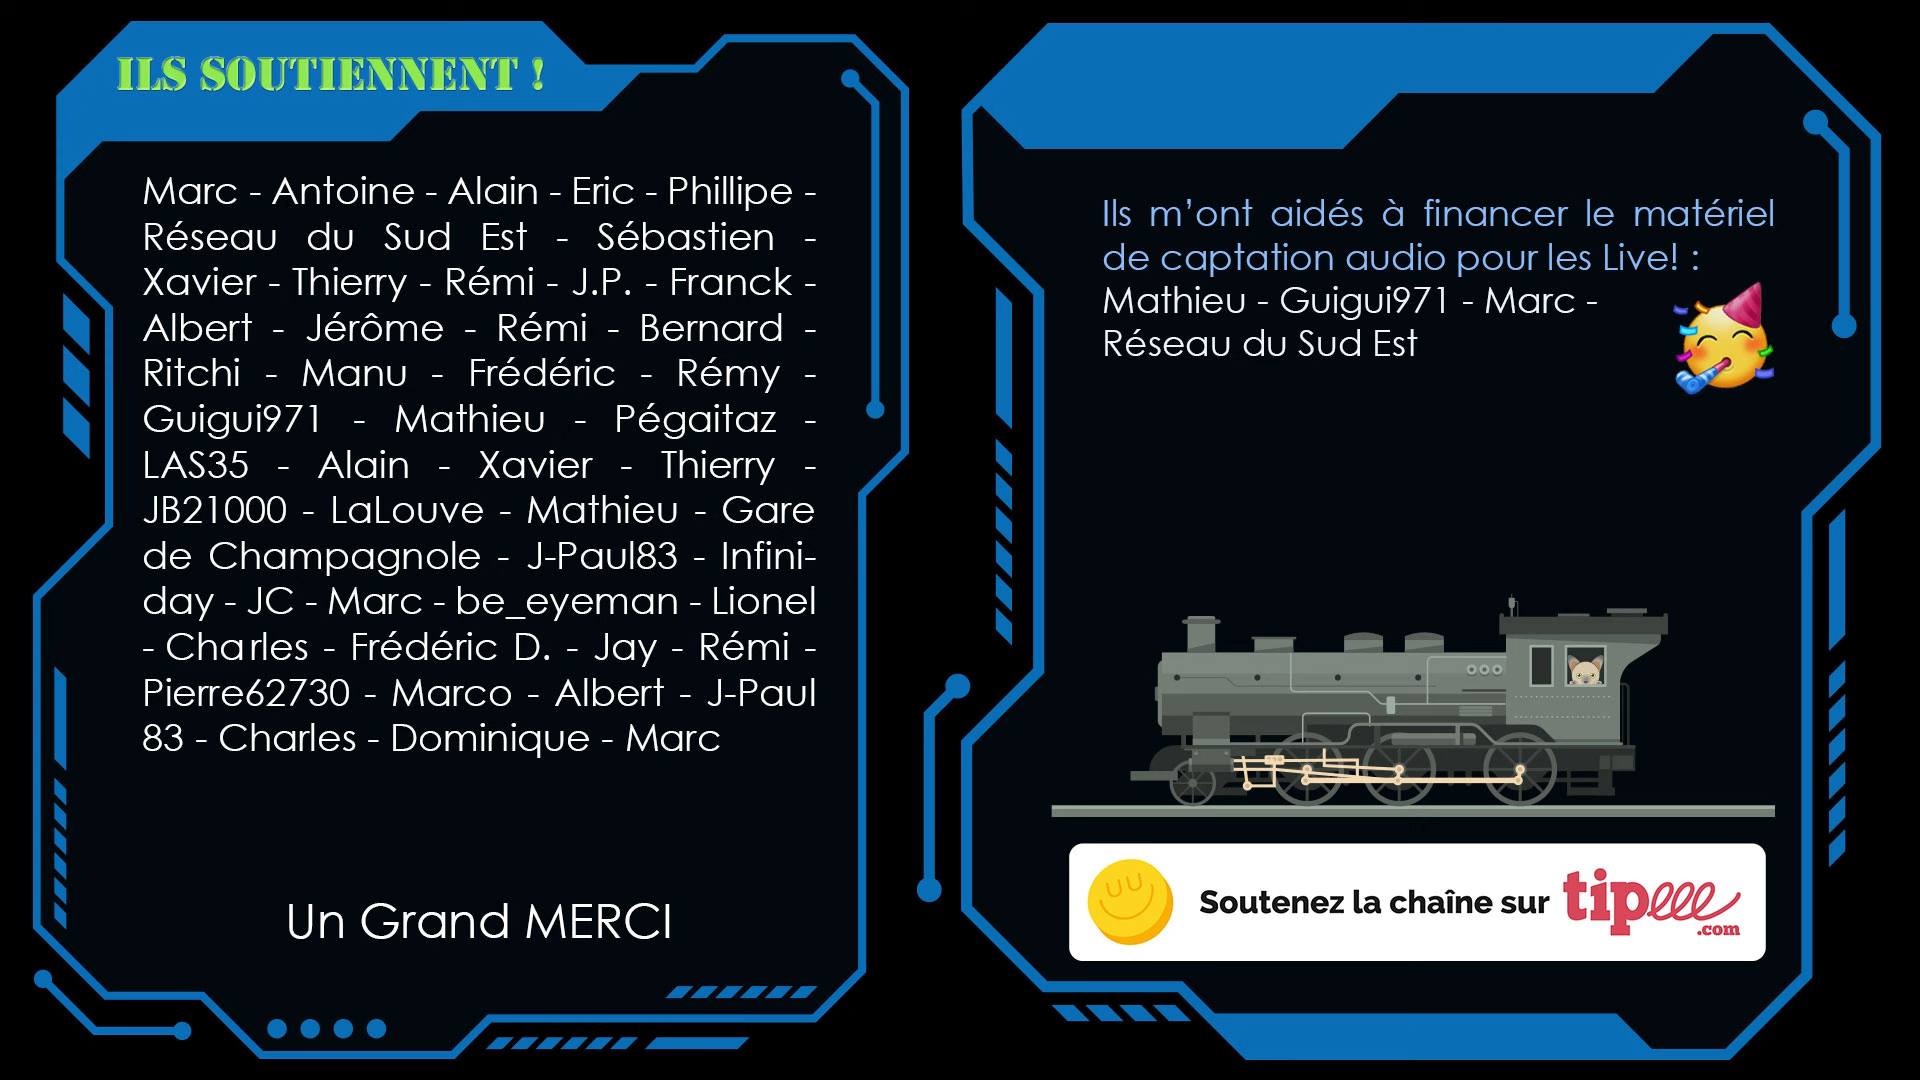 ILS SOUTIENNENT !
Marc - Antoine - Alain - Eric - Phillipe -
Réseau du Sud Est - Sébastien -
Xavier - Thierry - Rémi - J.P. - Franck -
Albert - Jérôme - Rémi - Bernard -
Ritchi - Manu - Frédéric - Rémy -
Guigui971 - Mathieu - Pégaitaz -
LAS35 - Alain - Xavier - Thierry -
JB21000 - LaLouve - Mathieu - Gare
de Champagnole - J-Paul83 - Infini-
day - JC - Marc - be_eyeman - Lionel
- Charles - Frédéric D. - Jay - Rémi -
Pierre62730 - Marco - Albert - J-Paul
83 - Charles - Dominique - Marc
Un Grand MERCI
Ils m’ont aidés à financer le matériel
de captation audio pour les Live! :
Mathieu - Guigui971 - Marc -
Réseau du Sud Est
Soutenez la chaîne sur tipeee
.com